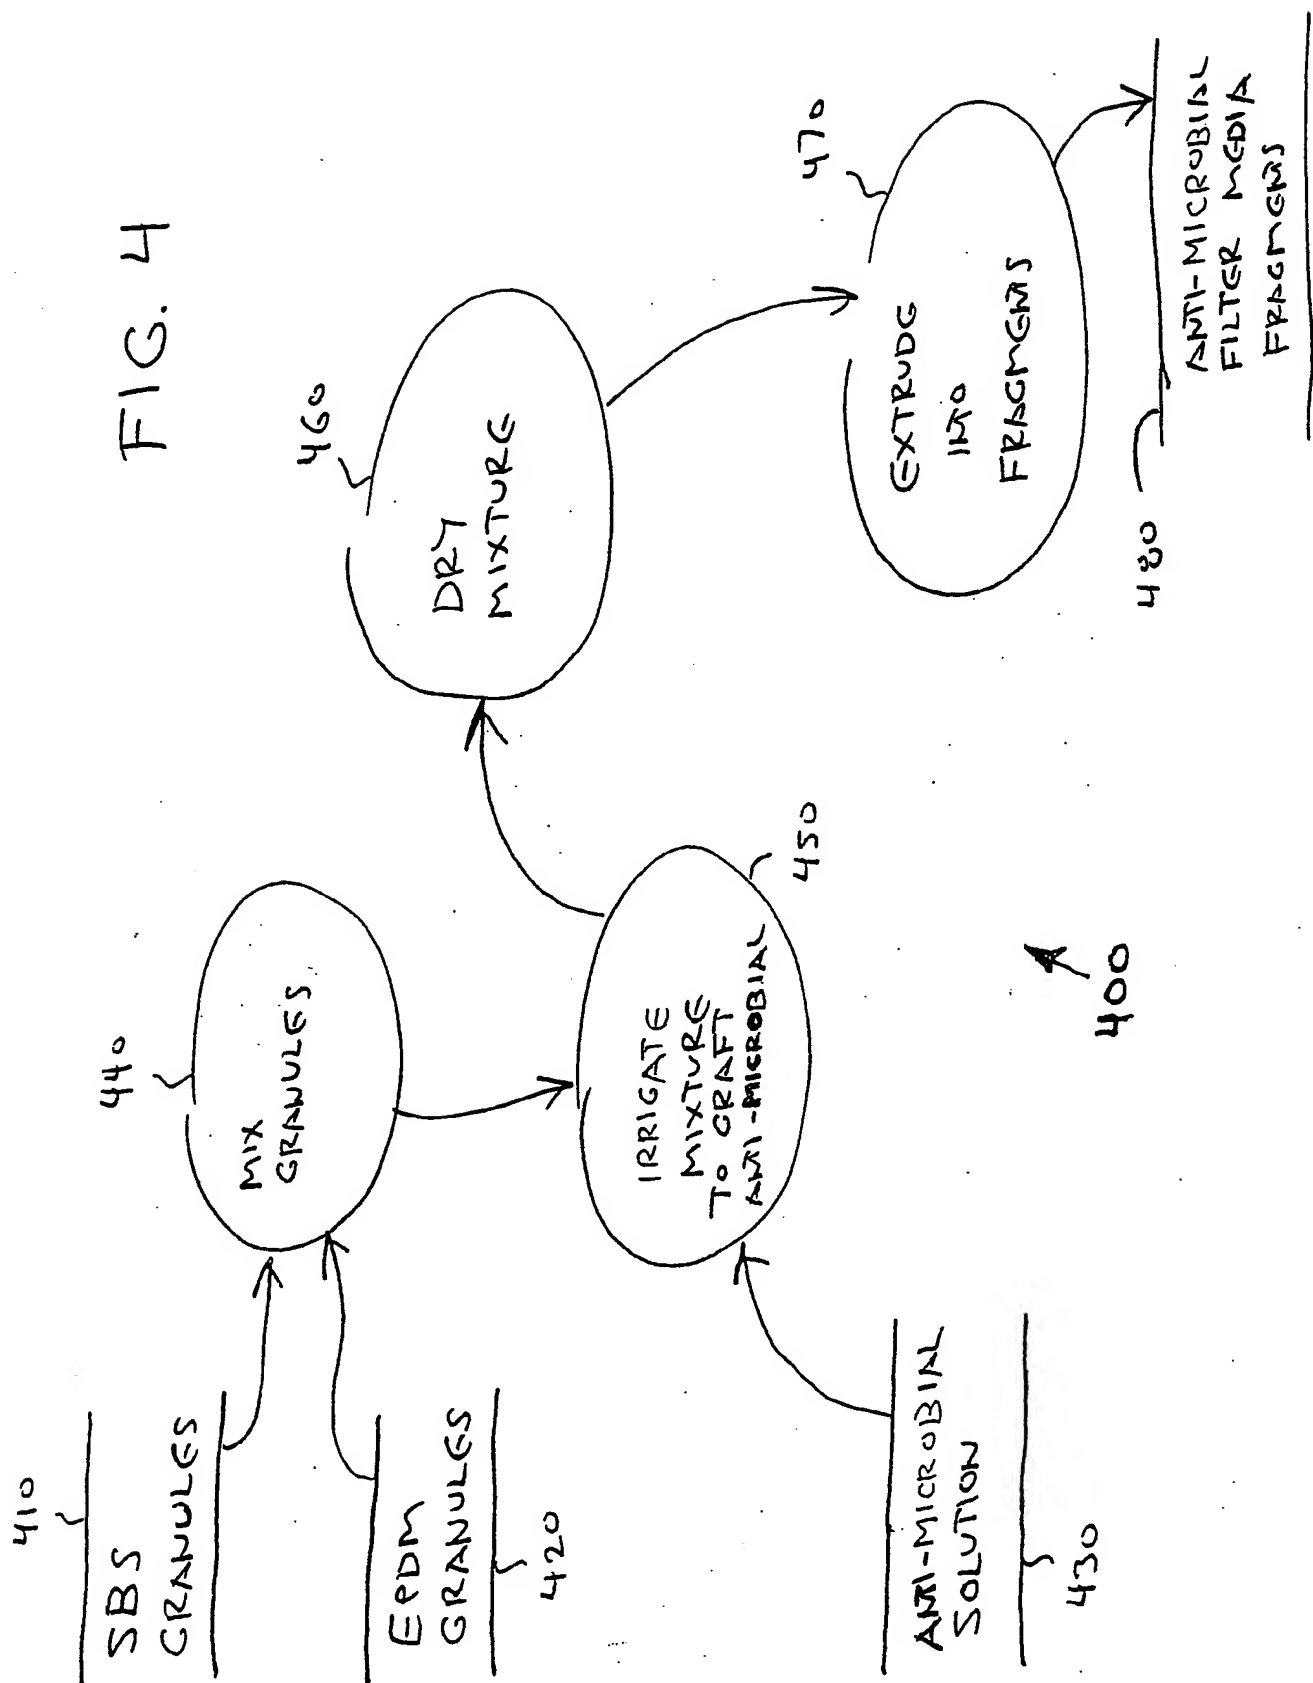 FIG. 4
410
SBS
GRANULES
EPDM
GRANULES
420
ANTI-MICROBIAL
SOLUTION
430
440
MIX
GRANULES
IRRIGATE
MIXTURE
TO GRAFT
ANTI-MICROBIAL
450
460
DRY
MIXTURE
470
EXTRUDE
INTO
FRAGMENTS
480
ANTI-MICROBIAL
FILTER MEDIA
FRAGMENTS
400